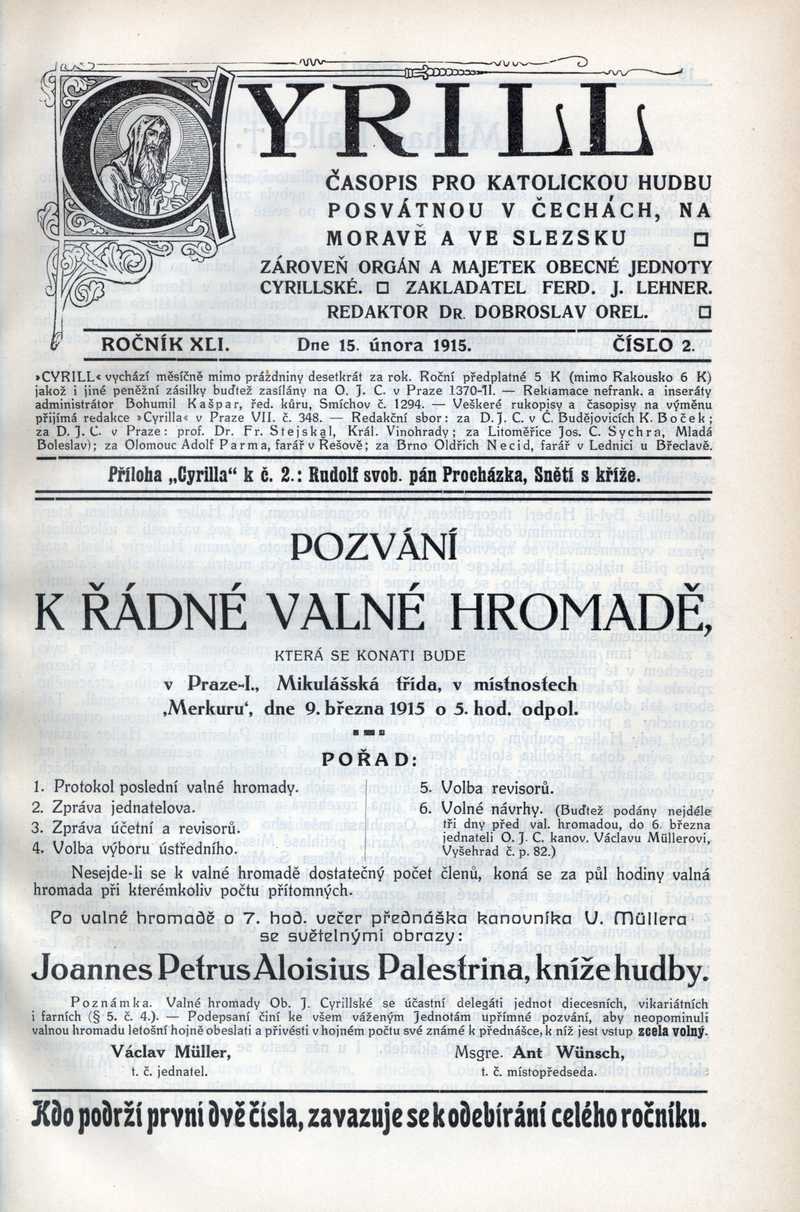 CYRILL
ČASOPIS PRO KATOLICKOU HUDBU
POSVÁTNOU V ČECHÁCH, NA
MORAVĚ A VE SLEZSKU
ZÁROVEŇ ORGÁN A MAJETEK OBECNÉ JEDNOTY
CYRILLSKÉ. □ ZAKLADATEL FERD. J. LEHNER.
REDAKTOR DR. DOBROSLAV OREL. □
ROČNÍK XLI. Dne 15. února 1915. ČÍSLO 2.
»CYRILL« vychází měsíčně mimo prázdniny desetkrát za rok. Roční předplatné 5 K (mimo Rakousko 6 K)
jakož i jiné peněžní zásilky buďtež zasílány na O. J. C. v Praze 1370-II. — Reklamace nefrank. a inseráty
administrátor Bohumil Kašpar, řed. kůru, Smíchov č. 1294. — Veškeré rukopisy a časopisy na výměnu
přijímá redakce »Cyrilla« v Praze VII. č. 348. — Redakční sbor: za D. J. C. v Č. Budějovicích K. Boček;
za D. J. C. v Praze: prof. Dr. Fr. Stejskal, Král. Vinohrady; za Litoměřice Jos. C. Sychra, Mladá
Boleslav; za Olomouc Adolf Parma, farář v Řešově; za Brno Oldřich Necid, farář v Lednici u Břeclavě.
Příloha „Cyrilla“ k č. 2.: Rudolf svob. pán Procházka, Snětí s kříže.
POZVÁNÍ
K ŘÁDNÉ VALNÉ HROMADĚ,
KTERÁ SE KONATI BUDE
v Praze-I., Mikulášská třída, v místnostech
‚Merkuru‘, dne 9. března 1915 o 5. hod. odpol.
POŘAD:
1. Protokol poslední valné hromady.
2. Zpráva jednatelova.
3. Zpráva účetní a revisorů.
4. Volba výboru ústředního.
5. Volba revisorů.
6. Volné návrhy. (Buďtež podány nejdéle
tři dny před val. hromadou, do 6. března
jednateli O. J. C. kanov. Václavu Müllerovi,
Vyšehrad č. p. 82.)
Nesejde-li se k valné hromadě dostatečný počet členů, koná se za půl hodiny valná
hromada při kterémkoliv počtu přítomných.
Po valné hromadě o 7. hod. večer přednáška kanovníka V. Müllera
se světelnými obrazy:
Joannes Petrus Aloisius Palestrina, kníže hudby.
Poznámka. Valné hromady Ob. J. Cyrillské se účastní delegáti jednot diecesních, vikariátních
i farních (§ 5. č. 4.). — Podepsaní činí ke všem váženým Jednotám upřímné pozvání, aby neopominuli
valnou hromadu letošní hojně obeslati a přivésti v hojném počtu své známé k přednášce, k níž jest vstup zcela volný.
Václav Müller,
t. č. jednatel.
Msgre. Ant Wünsch,
t. č. místopředseda.
Kdo podrží první dvě čísla, zavazuje se k odebírání celého ročníku.